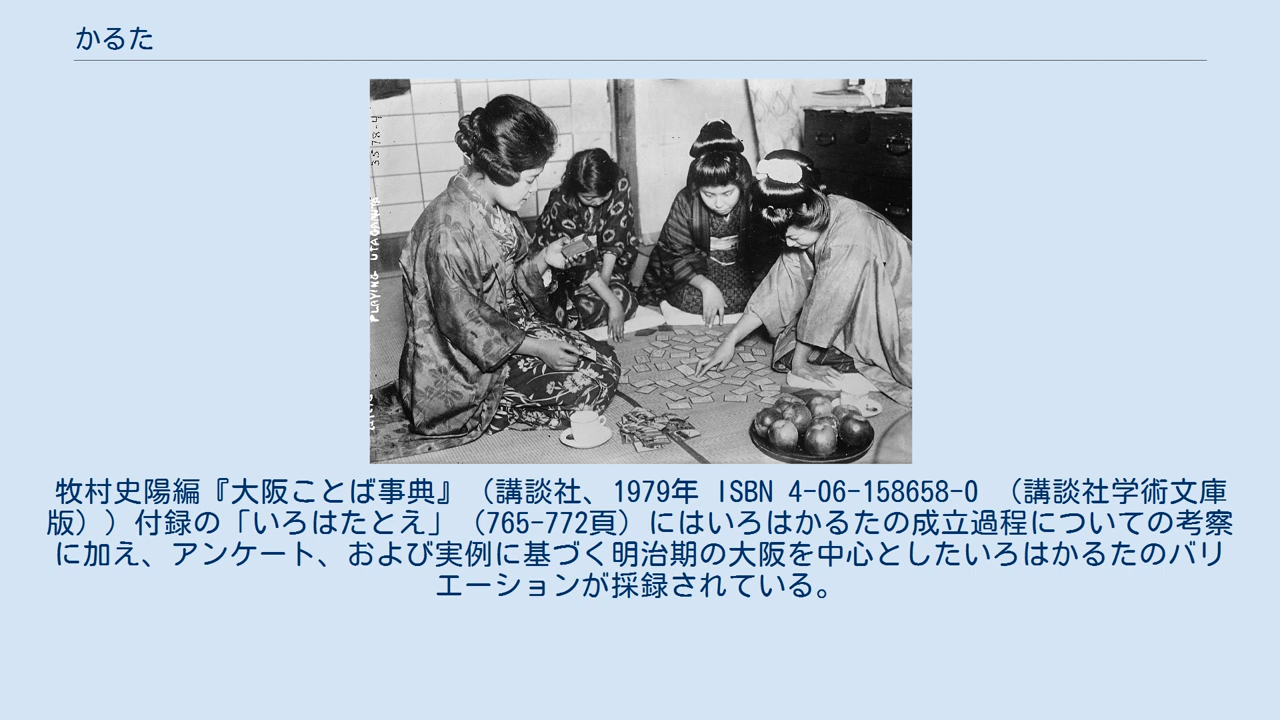 かるた
3578-4
PLAYING UTAGARUTA
牧村史陽編『大阪ことば事典』（講談社、1979年 ISBN 4-06-158658-0 （講談社学術文庫
版））付録の「いろはたとえ」（765-772頁）にはいろはかるたの成立過程についての考察
に加え、アンケート、および実例に基づく明治期の大阪を中心としたいろはかるたのバリ
エーションが採録されている。